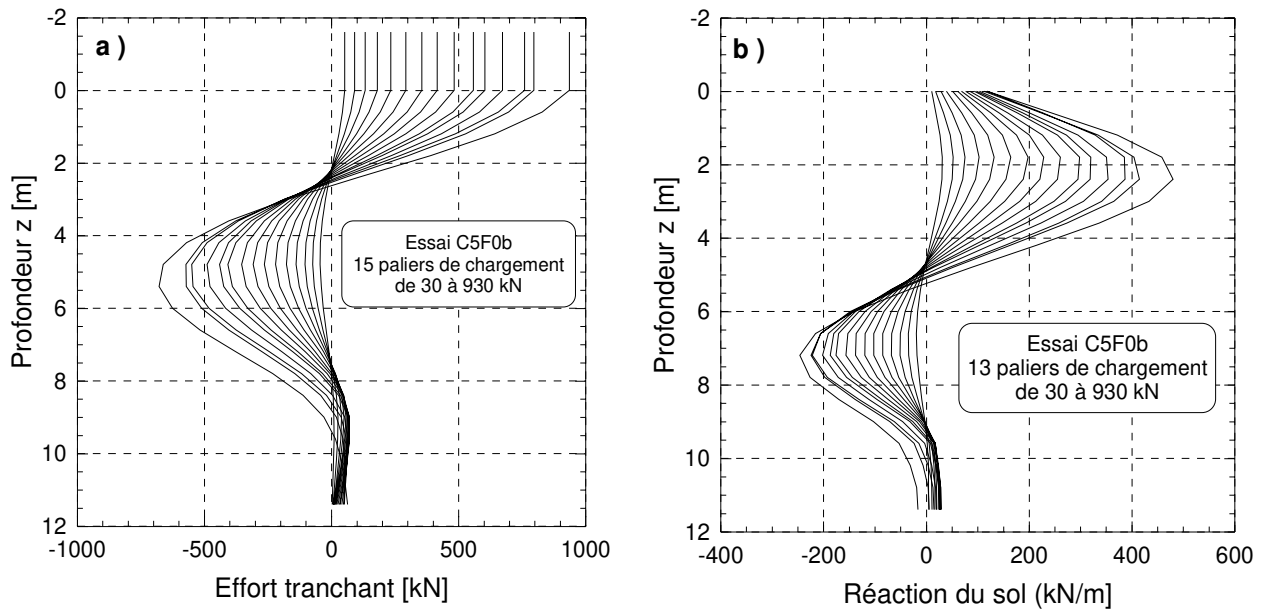 a )
-2
0
2
4
6
8
10
12
Profondeur z [m]
Essai C5F0b
15 paliers de chargement
de 30 à 930 kN
-1000
-500
0
500
1000
Effort tranchant [kN]
b )
-2
0
2
4
6
8
10
12
Profondeur z [m]
Essai C5F0b
13 paliers de chargement
de 30 à 930 kN
-400
-200
0
200
400
600
Réaction du sol (kN/m]